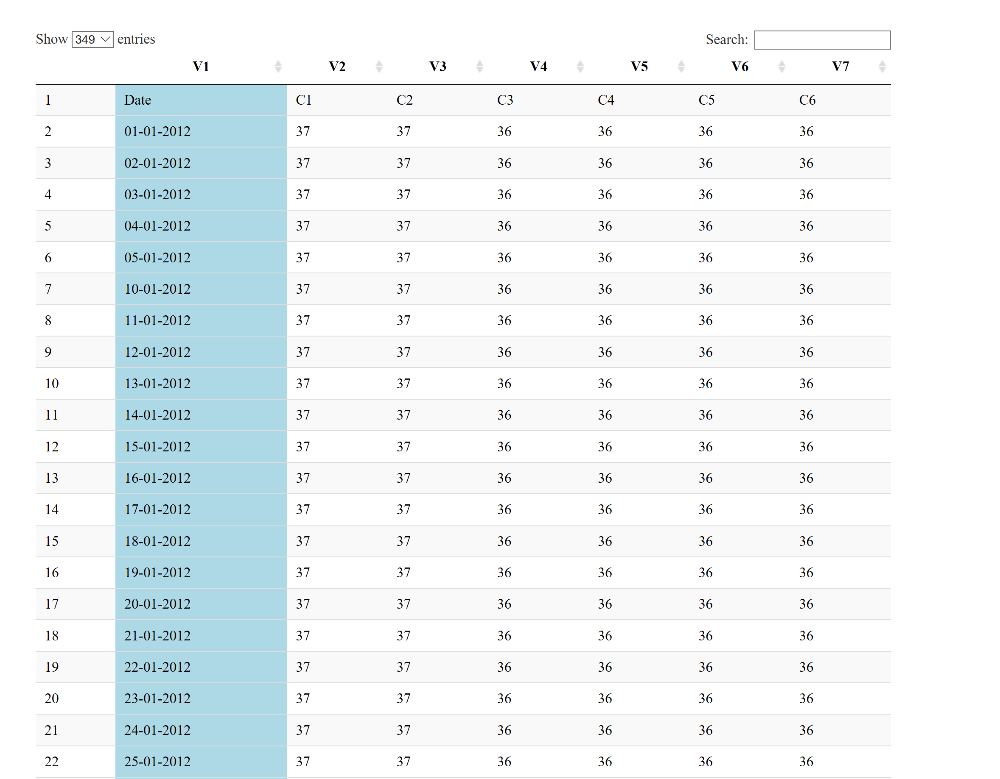 Show 349 entries Search:
V1 V2 V3 V4 V5 V6 V7
1 Date C1 C2 C3 C4 C5 C6
2 01-01-2012 37 37 36 36 36 36
3 02-01-2012 37 37 36 36 36 36
4 03-01-2012 37 37 36 36 36 36
5 04-01-2012 37 37 36 36 36 36
6 05-01-2012 37 37 36 36 36 36
7 10-01-2012 37 37 36 36 36 36
8 11-01-2012 37 37 36 36 36 36
9 12-01-2012 37 37 36 36 36 36
10 13-01-2012 37 37 36 36 36 36
11 14-01-2012 37 37 36 36 36 36
12 15-01-2012 37 37 36 36 36 36
13 16-01-2012 37 37 36 36 36 36
14 17-01-2012 37 37 36 36 36 36
15 18-01-2012 37 37 36 36 36 36
16 19-01-2012 37 37 36 36 36 36
17 20-01-2012 37 37 36 36 36 36
18 21-01-2012 37 37 36 36 36 36
19 22-01-2012 37 37 36 36 36 36
20 23-01-2012 37 37 36 36 36 36
21 24-01-2012 37 37 36 36 36 36
22 25-01-2012 37 37 36 36 36 36